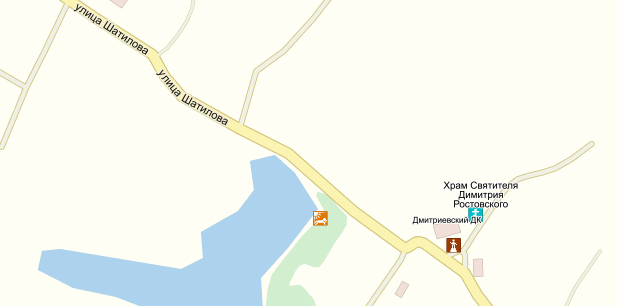 улица Шатилова
улица Шатилова
Храм Святителя
Димитрия
Ростовского
Дмитриевский ДК